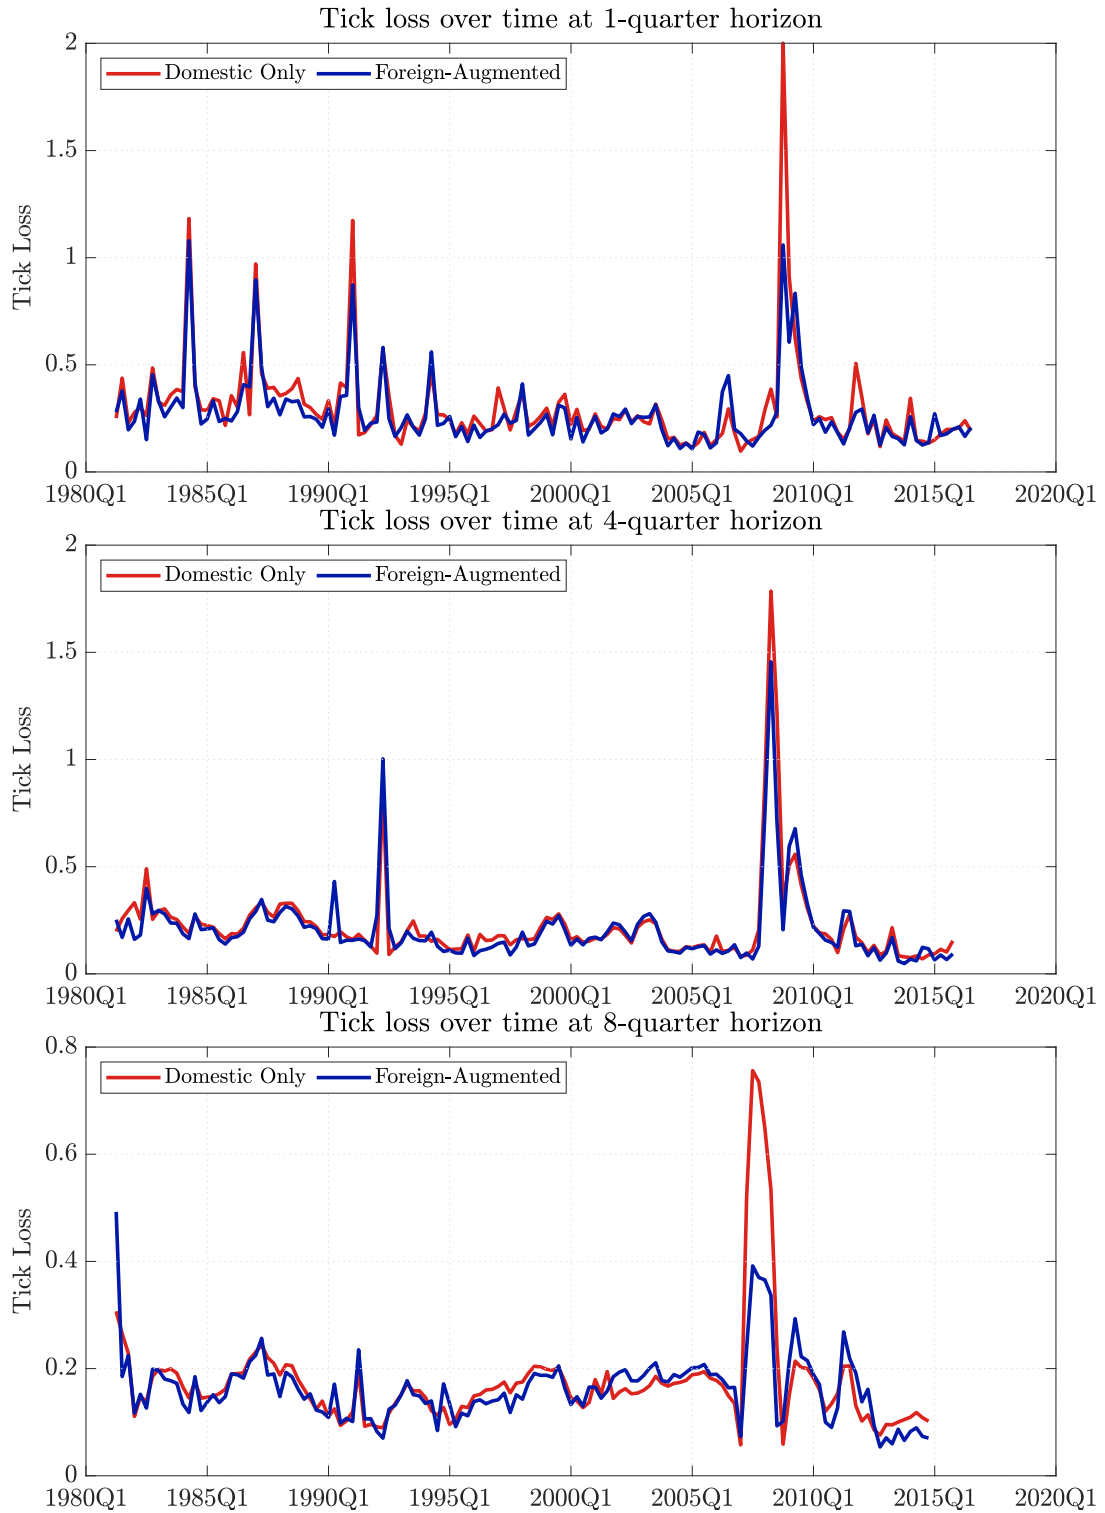 Tick loss over time at 1-quarter horizon
2
Domestic Only Foreign-Augmented
1.5
1
0.5
0
Tick Loss
1980Q1 1985Q1 1990Q1 1995Q1 2000Q1 2005Q1 2010Q1 2015Q1 2020Q1
Tick loss over time at 4-quarter horizon
2
Domestic Only Foreign-Augmented
1.5
1
0.5
0
Tick Loss
1980Q1 1985Q1 1990Q1 1995Q1 2000Q1 2005Q1 2010Q1 2015Q1 2020Q1
Tick loss over time at 8-quarter horizon
0.8
Domestic Only Foreign-Augmented
0.6
0.4
0.2
0
Tick Loss
1980Q1 1985Q1 1990Q1 1995Q1 2000Q1 2005Q1 2010Q1 2015Q1 2020Q1